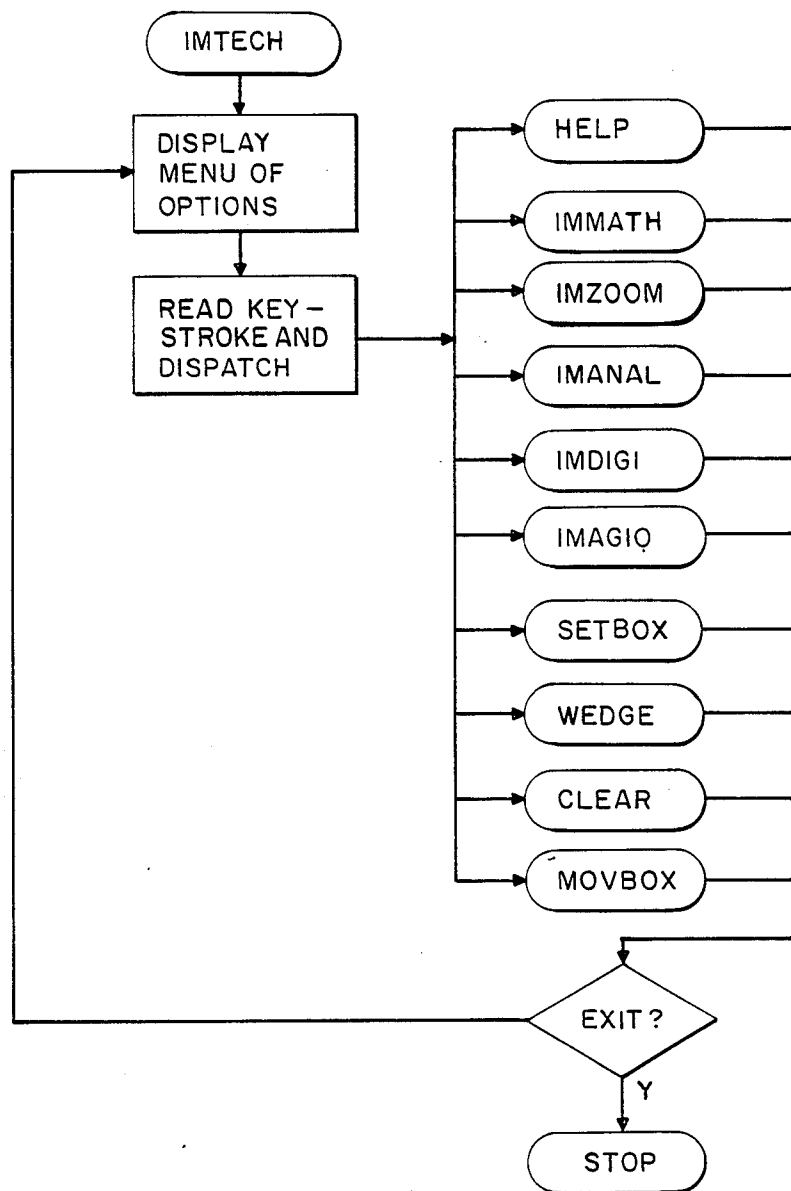 IMTECH
DISPLAY
MENU OF
OPTIONS
READ KEY–
STROKE AND
DISPATCH
HELP
IMMATH
IMZOOM
IMANAL
IMDIGI
IMAGIO
SETBOX
WEDGE
CLEAR
MOVBOX
EXIT?
Y
STOP